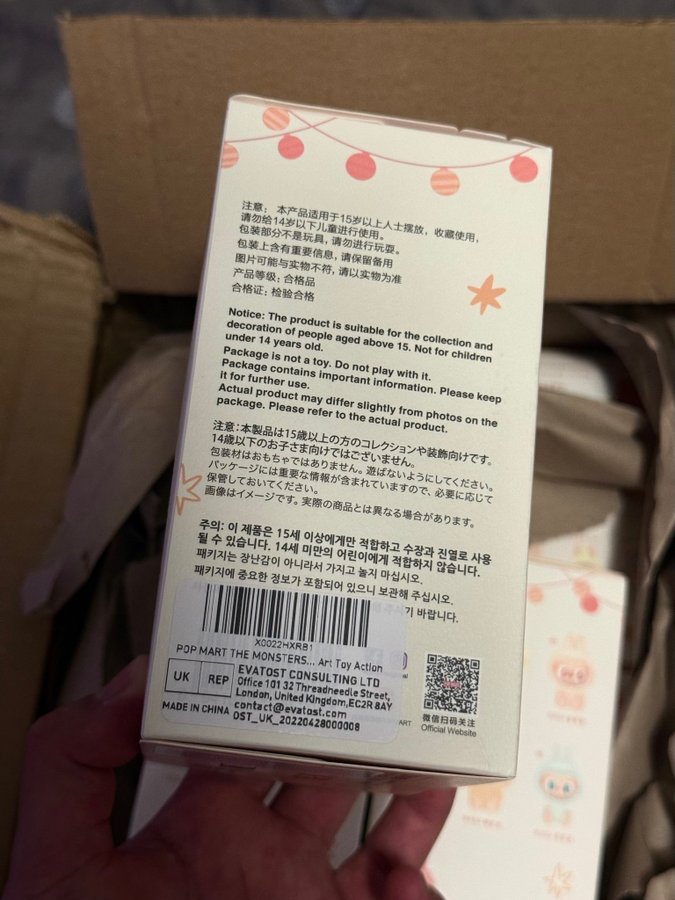 注意： 本产品适用于15岁以上人士摆放，收藏使用，
请勿给14岁以下儿童进行使用。
包装部分不是玩具，请勿进行玩耍。
包装上含有重要信息，请保留备用
图片可能与实物不符，请以实物为准
产品等级：合格品
合格证：检验合格
Notice: The product is suitable for the collection and
decoration of people aged above 15. Not for children
under 14 years old.
Package is not a toy. Do not play with it.
Package contains important information. Please keep
it for further use.
Actual product may differ slightly from photos on the
package. Please refer to the actual product.
注意：本製品は15歳以上の方のコレクションや装飾向けです。
14歳以下のお子さま向けではございません。
包装材はおもちゃではありません。遊ばないようにしてください。
パッケージには重要な情報が含まれていますので、必要に応じて
保管しておいてください。
画像はイメージです。実際の商品とは異なる場合があります。
주의: 이 제품은 15세 이상에게만 적합하고 수장과 진열로 사용
될 수 있습니다. 14세 미만의 어린이에게 적합하지 않습니다.
패키지는 장난감이 아니라서 가지고 놀지 마십시오.
패키지에 중요한 정보가 포함되어 있으니 보관해 주십시오.
기 바랍니다.
X0022HXRB1
POP MART THE MONSTERS... Art Toy Action
UK REP
EVATOST CONSULTING LTD
Office 101 32 Threadneedle Street,
London, United Kingdom,EC2R 8AY
contact@evatost.com
MADE IN CHINA
OST_UK_20220428000008
ART
微信扫码关注
Official Website